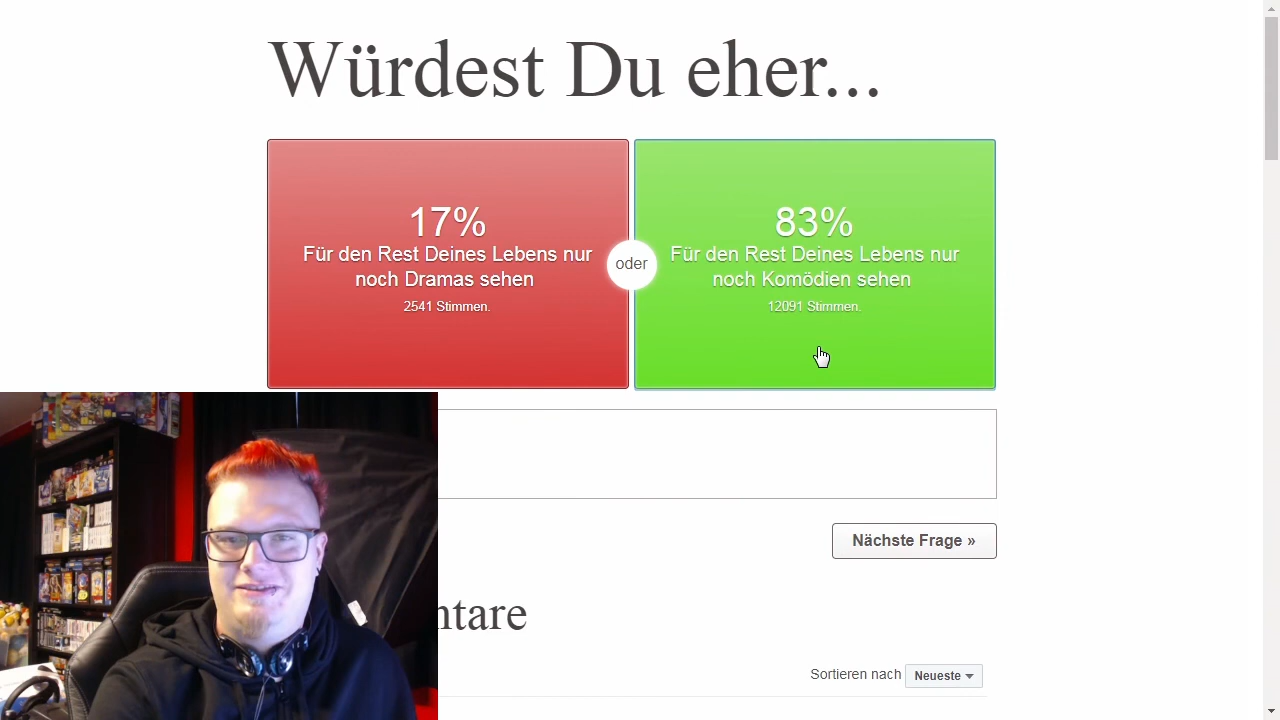 Würdest Du eher...
17%
Für den Rest Deines Lebens nur
noch Dramas sehen
2541 Stimmen.
oder
83%
Für den Rest Deines Lebens nur
noch Komödien sehen
12091 Stimmen.
Nächste Frage »
ntare
Sortieren nach Neueste